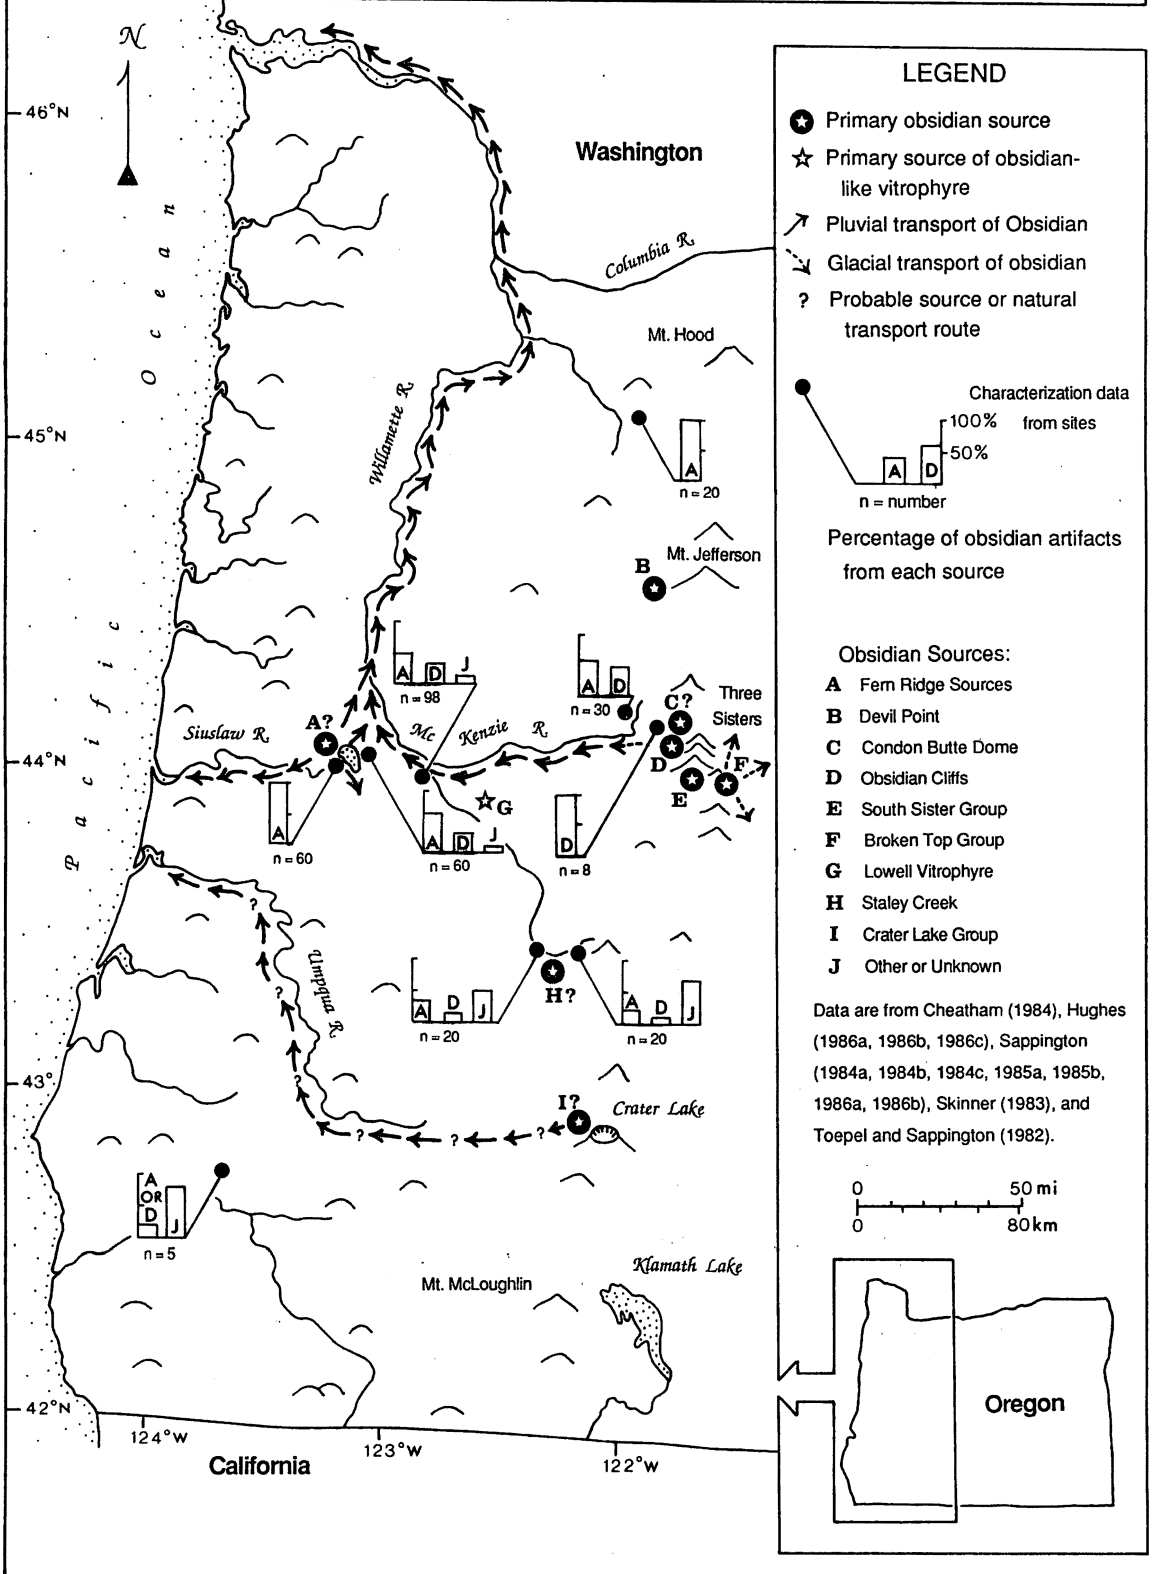 N
46°N
Washington
Columbia R.
Mt. Hood
Pacific Ocean
45°N
Willamette R.
A
n = 20
Mt. Jefferson
B
A D J
n = 98
A D
n = 30
C?
Three
Sisters
Siuslaw R.
A?
Mc Kenzie R.
44°N
D
F
E
G
A
n = 60
A D J
n = 60
D
n = 8
?
Umpqua R.
?
H?
A D J
n = 20
A D J
n = 20
43°
?
I?
Crater Lake
? ? ?
A
OR
D J
n = 5
Klamath Lake
Mt. McLoughlin
42°N
124°W
123°W
122°W
California
LEGEND
Primary obsidian source
Primary source of obsidian-
like vitrophyre
Pluvial transport of Obsidian
Glacial transport of obsidian
? Probable source or natural
transport route
Characterization data
from sites
100%
50%
A D
n = number
Percentage of obsidian artifacts
from each source
Obsidian Sources:
A Fern Ridge Sources
B Devil Point
C Condon Butte Dome
D Obsidian Cliffs
E South Sister Group
F Broken Top Group
G Lowell Vitrophyre
H Staley Creek
I Crater Lake Group
J Other or Unknown
Data are from Cheatham (1984), Hughes
(1986a, 1986b, 1986c), Sappington
(1984a, 1984b, 1984c, 1985a, 1985b,
1986a, 1986b), Skinner (1983), and
Toepel and Sappington (1982).
0 50 mi
0 80km
Oregon